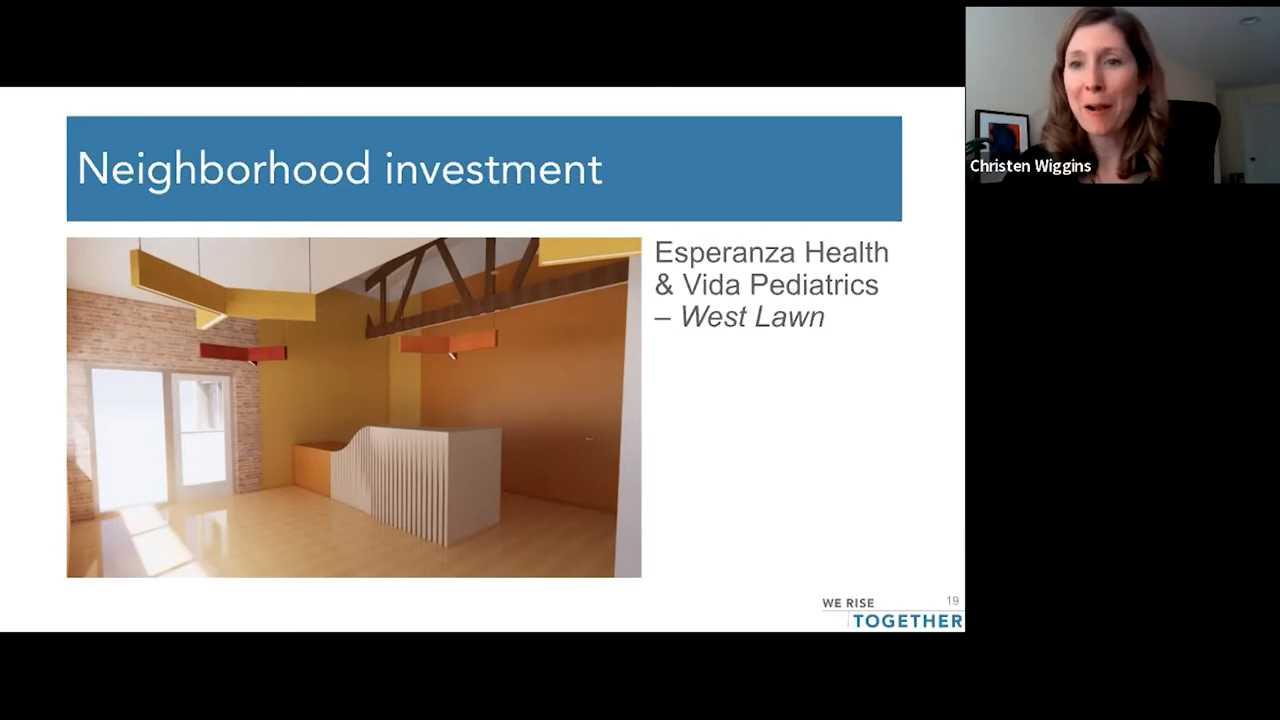 Neighborhood investment
Esperanza Health
& Vida Pediatrics
– West Lawn
WE RISE
19
TOGETHER
Christen Wiggins